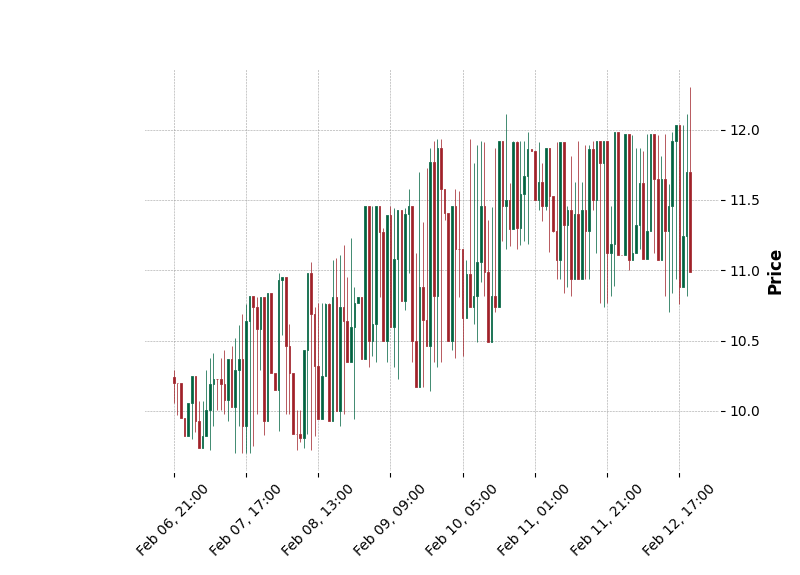 12.0
11.5
11.0
10.5
10.0
Price
Feb 06, 21:00
Feb 07, 17:00
Feb 08, 13:00
Feb 09, 09:00
Feb 10, 05:00
Feb 11, 01:00
Feb 11, 21:00
Feb 12, 17:00